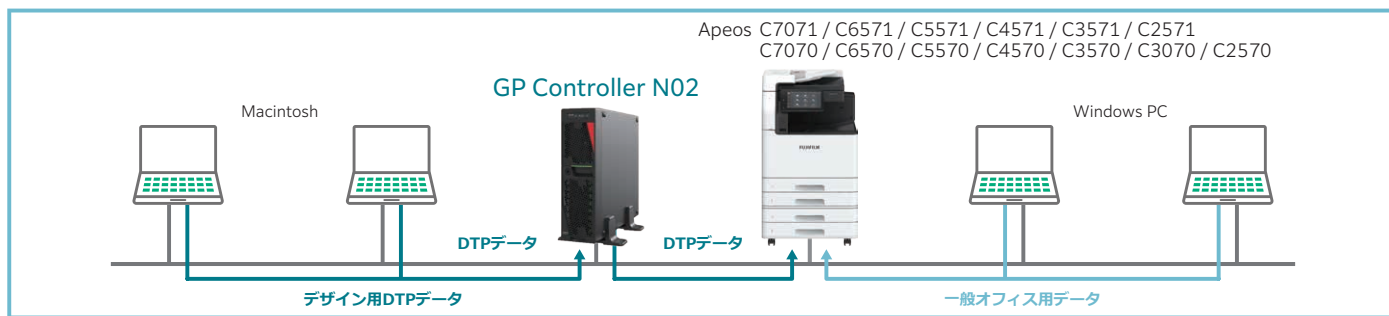 Apeos C7071 / C6571 / C5571 / C4571 / C3571 / C2571
C7070 / C6570 / C5570 / C4570 / C3570 / C3070 / C2570
GP Controller N02
Macintosh
Windows PC
FUJIFILM
DTPデータ
DTPデータ
デザイン用DTPデータ
一般オフィス用データ